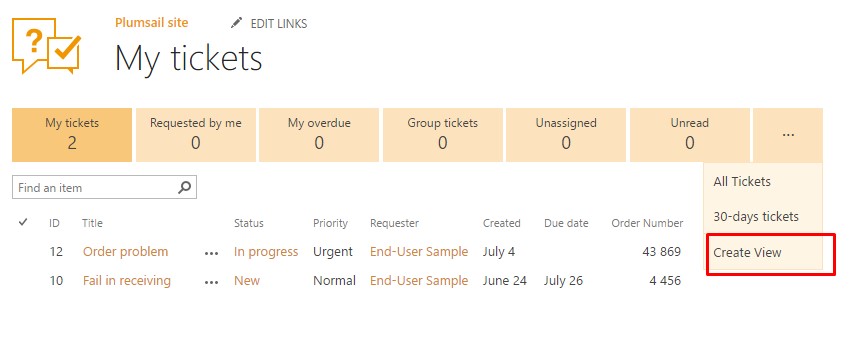 Plumsail site EDIT LINKS
My tickets
My tickets Requested by me My overdue Group tickets Unassigned Unread ...
2 0 0 0 0 0
Find an item
All Tickets
30-days tickets
Create View
ID Title Status Priority Requester Created Due date Order Number
12 Order problem ... In progress Urgent End-User Sample July 4 43 869
10 Fail in receiving ... New Normal End-User Sample June 24 July 26 4 456